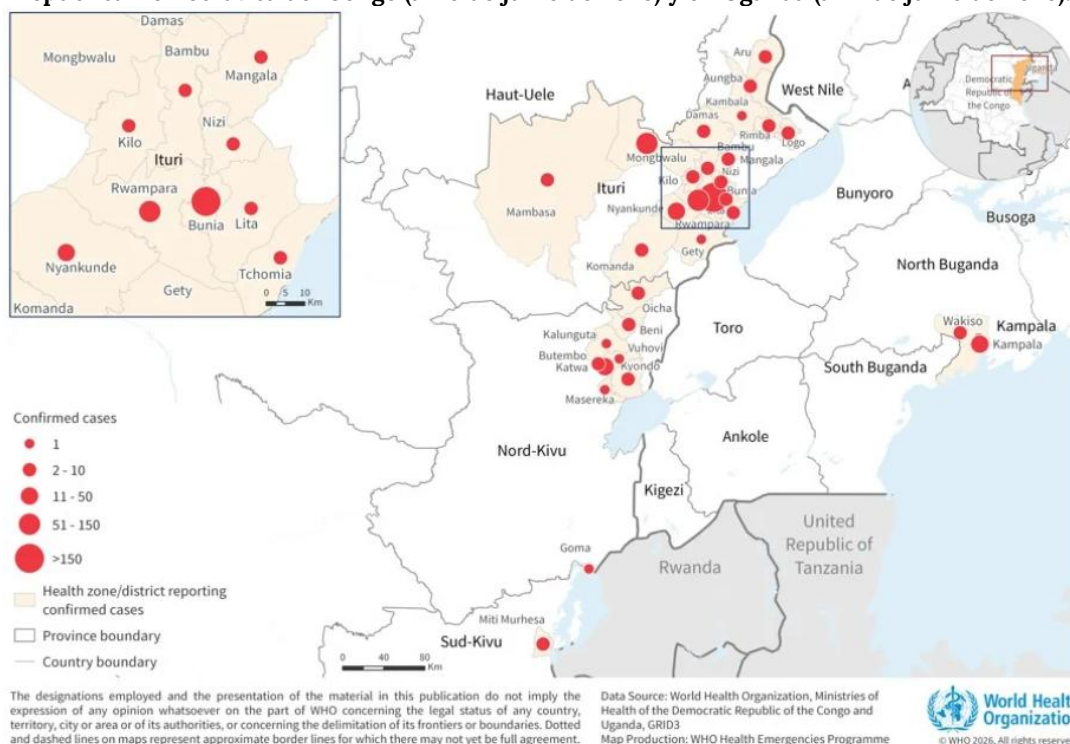 Damas
Mongbwalu
Bambu
Mangala
Kilo
Nizi
Ituri
Rwampara
Bunia
Lita
Nyankunde
Tchomia
Gety
Komanda
0 5 10
Km
Haut-Uele
Aru
Aungba
West Nile
Kambala
Damas
Rimba
Logo
Bambu
Mongbwalu
Mangala
Nizi
Kilo
Ituri
Bunia
Mambasa
Nyankunde
Rwampara
Gety
Komanda
Democratic
Republic of
the Congo
Uganda
Bunyoro
Busoga
North Buganda
Oicha
Beni
Toro
Wakiso
Kampala
Kampala
Kalunguta
Vuhovi
Butembo
Katwa
Kyondo
South Buganda
Masereka
Ankole
Nord-Kivu
Kigezi
Goma
Rwanda
United
Republic of
Tanzania
Miti Murhesa
Sud-Kivu
0 40 80
Km
Confirmed cases
1
2 - 10
11 - 50
51 - 150
>150
Health zone/district reporting
confirmed cases
Province boundary
Country boundary
The designations employed and the presentation of the material in this publication do not imply the
expression of any opinion whatsoever on the part of WHO concerning the legal status of any country,
territory, city or area or of its authorities, or concerning the delimitation of its frontiers or boundaries. Dotted
and dashed lines on maps represent approximate border lines for which there may not yet be full agreement.
Data Source: World Health Organization, Ministries of
Health of the Democratic Republic of the Congo and
Uganda, GRID3
Map Production: WHO Health Emergencies Programme
World Health
Organization
© WHO 2026. All rights reserve